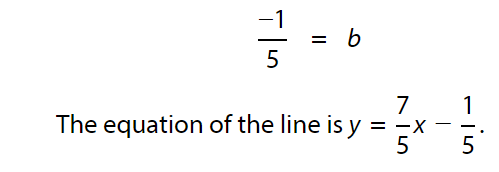 -1/5 = b
The equation of the line is y = 7/5x - 1/5.